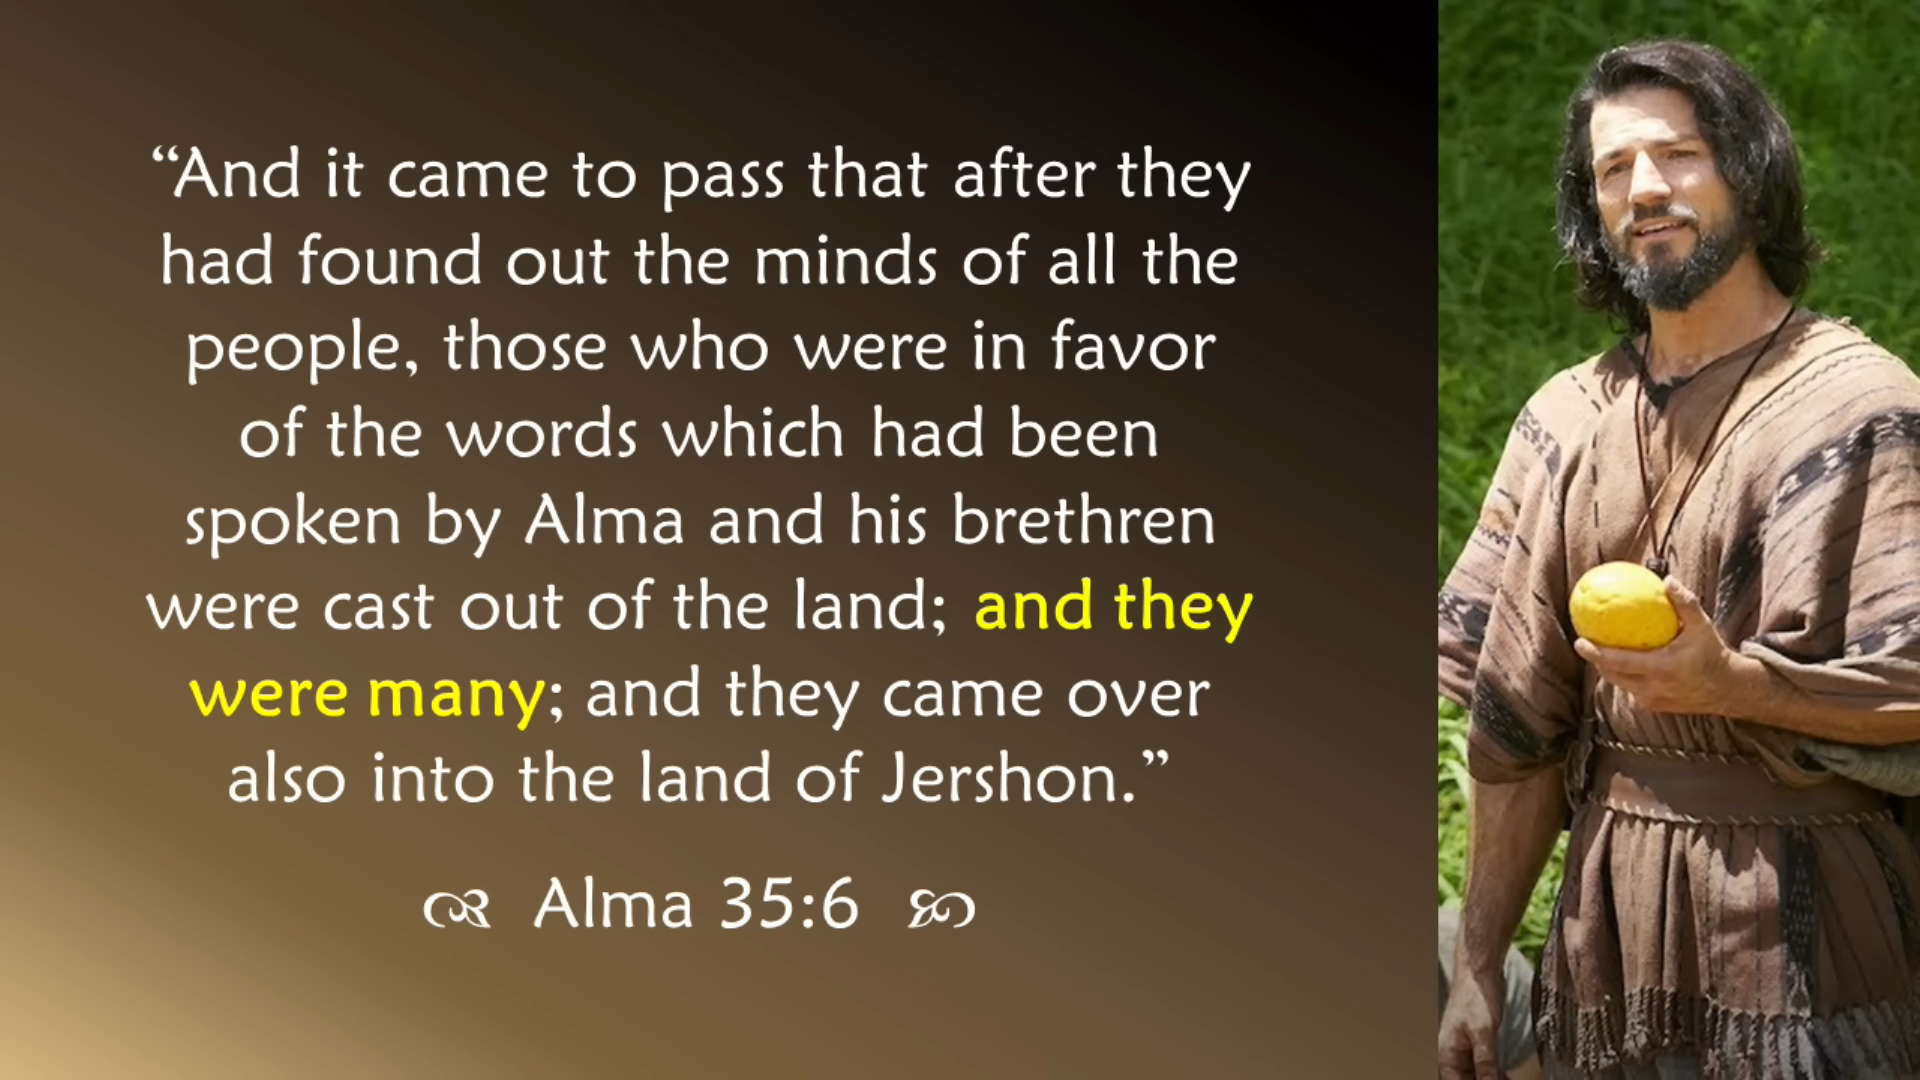 “And it came to pass that after they
had found out the minds of all the
people, those who were in favor
of the words which had been
spoken by Alma and his brethren
were cast out of the land; and they
were many; and they came over
also into the land of Jershon.”
Alma 35:6